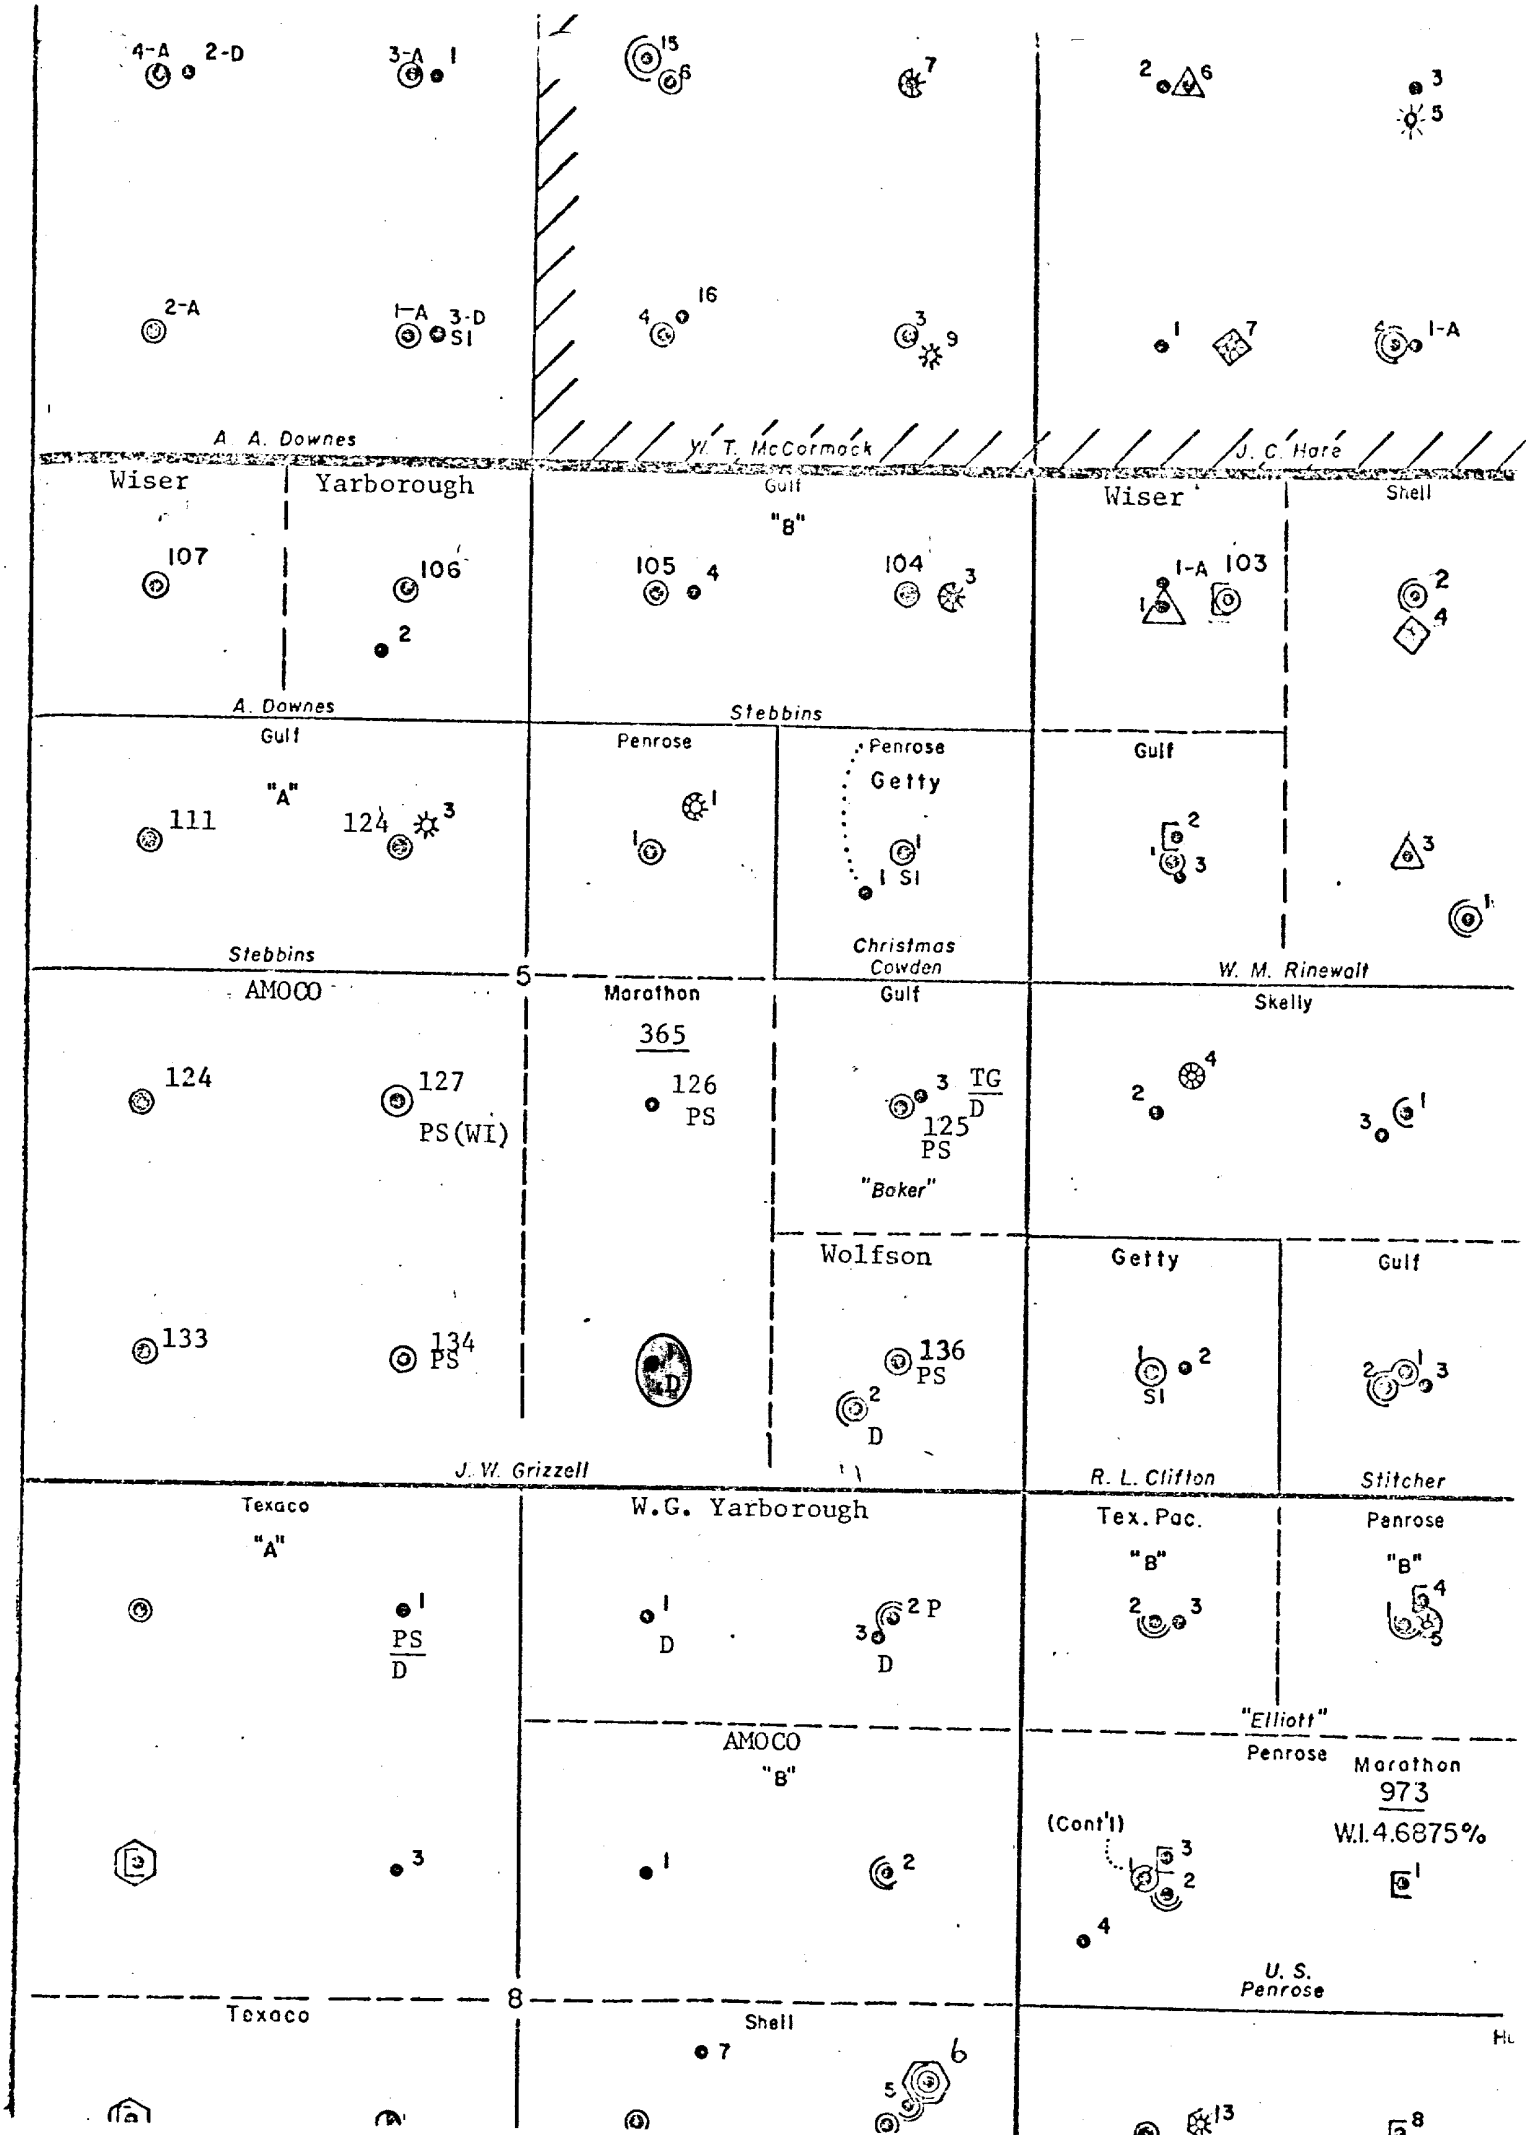 4-A 2-D 3-A 1 15 6 7 2 6 3
5
2-A 1-A 3-D SI 4 16 3 9 1 7 4 1-A
A. A. Downes W. T. McCormack J. C. Hare
Wiser Yarborough Gulf Wiser Shell
"B"
107 106 105 4 104 3 1-A 103 2
1 4
2
A. Downes Stebbins
Gulf Penrose Penrose Gulf
"A" Getty
111 124 3 1 1 1 2
1 SI 1 3 3
1
Stebbins Christmas
Cowden W. M. Rinewalt
5
AMOCO Marathon Gulf Skelly
365
124 127 126 3 TG 4
PS(WI) PS D 2 1
125 3
PS
"Baker"
Wolfson Getty Gulf
133 134 1 136 1 2 1
PS D PS SI 2 3
2
D
J. W. Grizzell R. L. Clifton Stitcher
Texaco W.G. Yarborough Tex. Pac. Penrose
"A" "B" "B"
1 1 2 P 2 3 4
PS D 3 1
D D 5
"Elliott"
AMOCO Penrose Marathon
"B" 973
(Cont'l) W.I.4.6875%
3 1 2 1 3 1
2
4
U. S.
Penrose
8
Texaco Shell
7 6
5
13 8